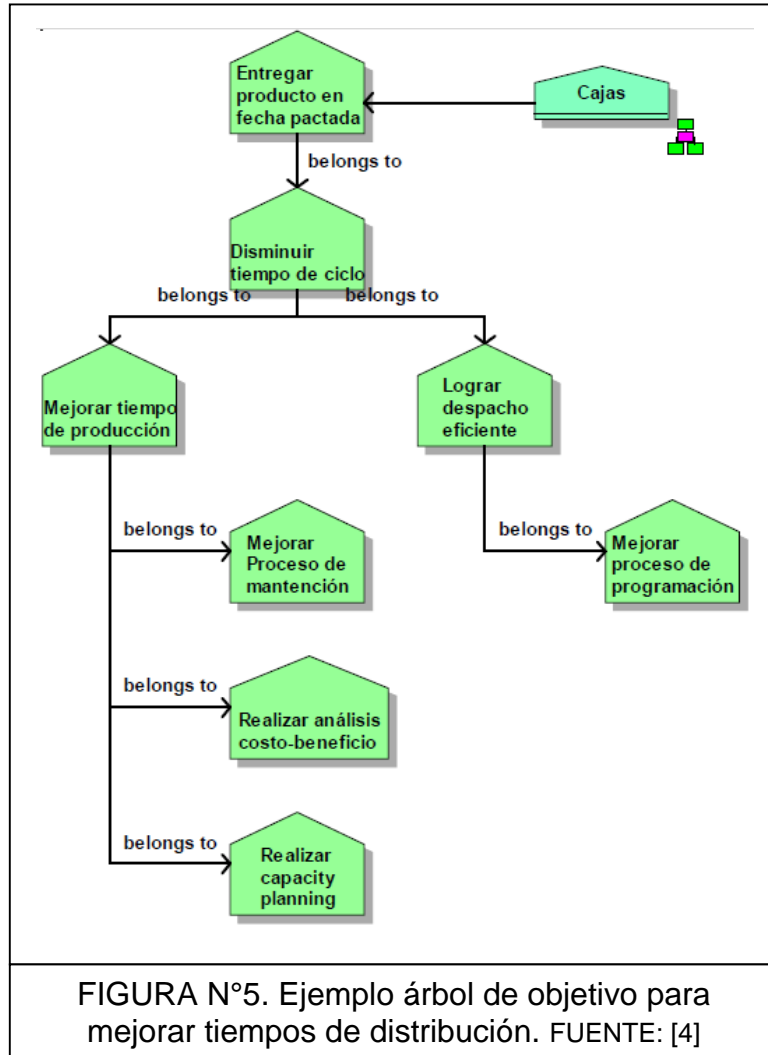 Entregar
producto en
fecha pactada
Cajas
belongs to
Disminuir
tiempo de ciclo
belongs to
belongs to
Mejorar tiempo
de producción
Lograr
despacho
eficiente
belongs to
Mejorar
Proceso de
mantención
belongs to
Mejorar
proceso de
programación
belongs to
Realizar análisis
costo-beneficio
belongs to
Realizar
capacity
planning
FIGURA N°5. Ejemplo árbol de objetivo para
mejorar tiempos de distribución. FUENTE: [4]